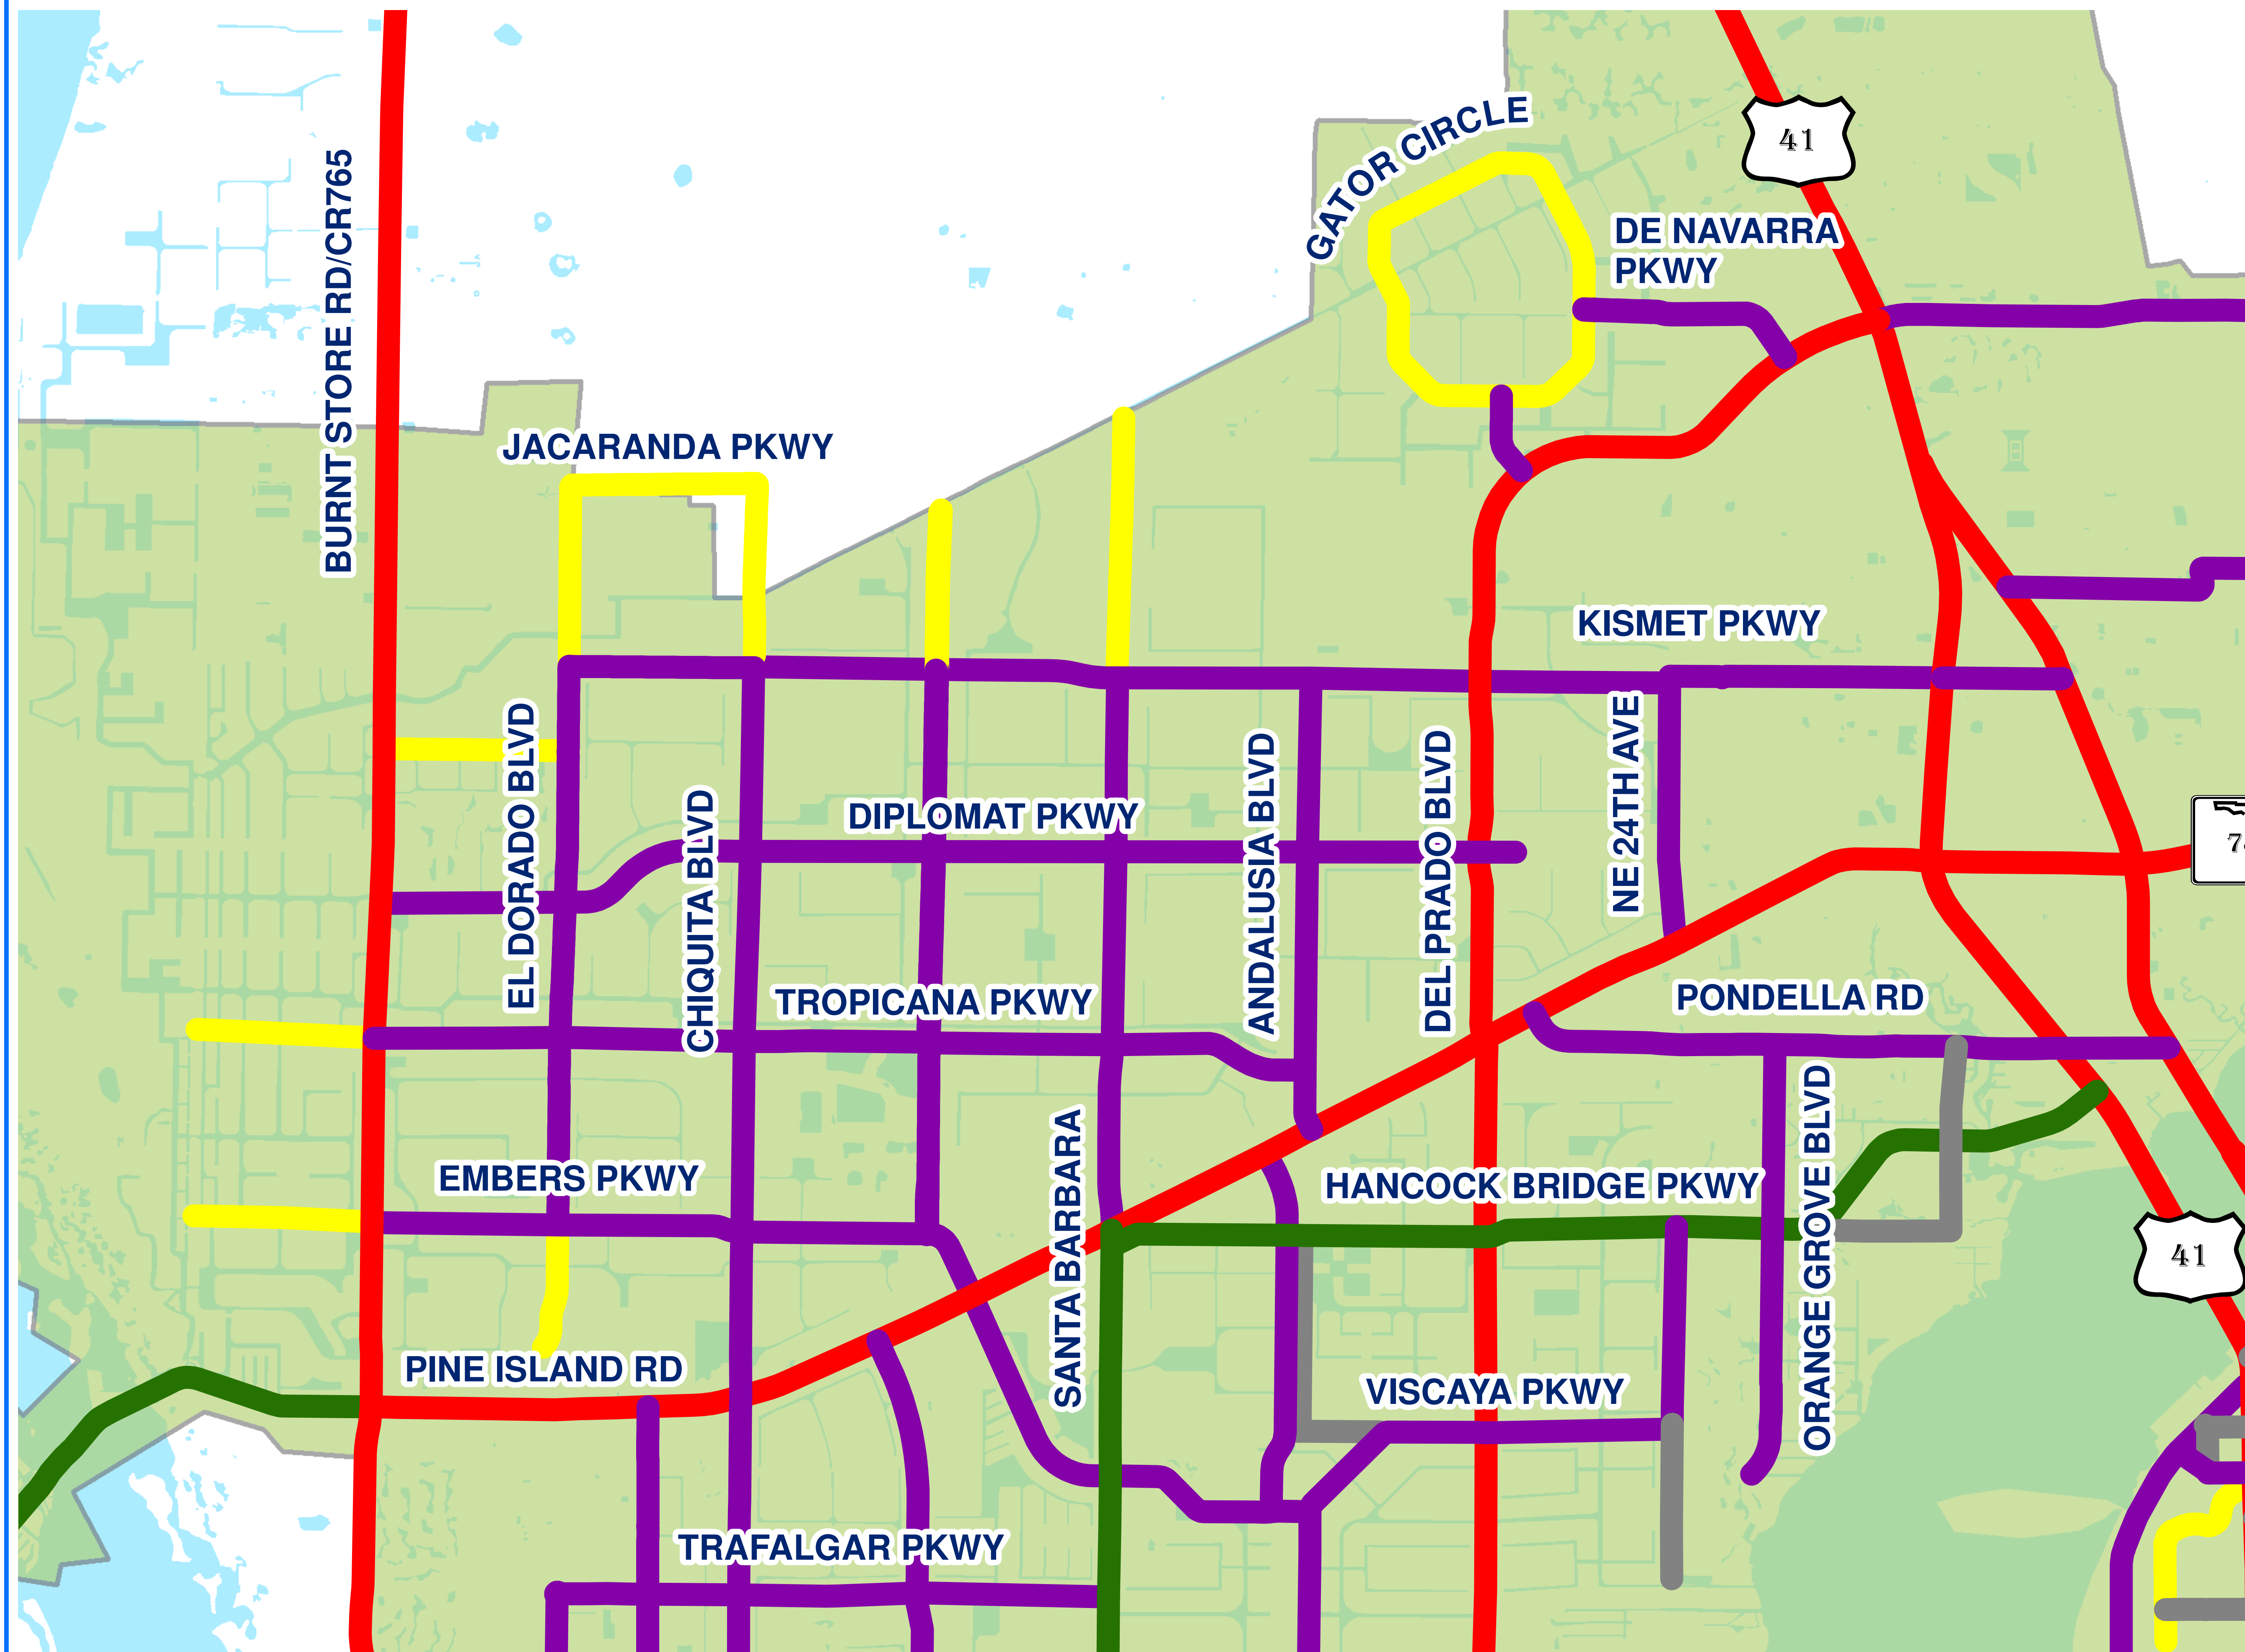 GATOR CIRCLE
41
BURNT STORE RD/CR765
DE NAVARRA
PKWY
JACARANDA PKWY
KISMET PKWY
EL DORADO BLVD
CHIQUITA BLVD
DIPLOMAT PKWY
ANDALUSIA BLVD
DEL PRADO BLVD
NE 24TH AVE
TROPICANA PKWY
PONDELLA RD
EMBERS PKWY
SANTA BARBARA
HANCOCK BRIDGE PKWY
ORANGE GROVE BLVD
41
PINE ISLAND RD
VISCAYA PKWY
TRAFALGAR PKWY